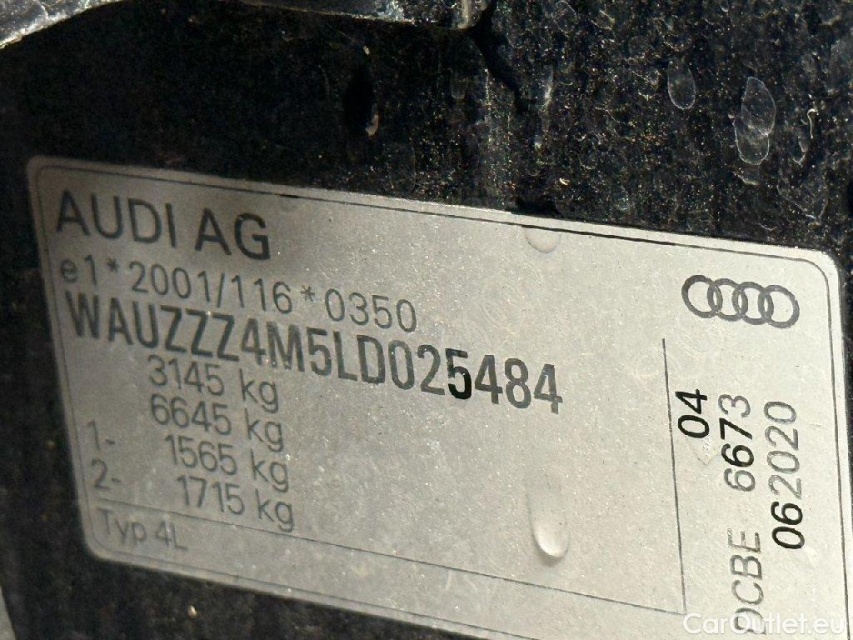 AUDI AG
e1*2001/116*0350
WAUZZZ4M5LD025484
3145 kg
6645 kg
1- 1565 kg
2- 1715 kg
Typ 4L
04
6673
062020
CarOutlet.eu